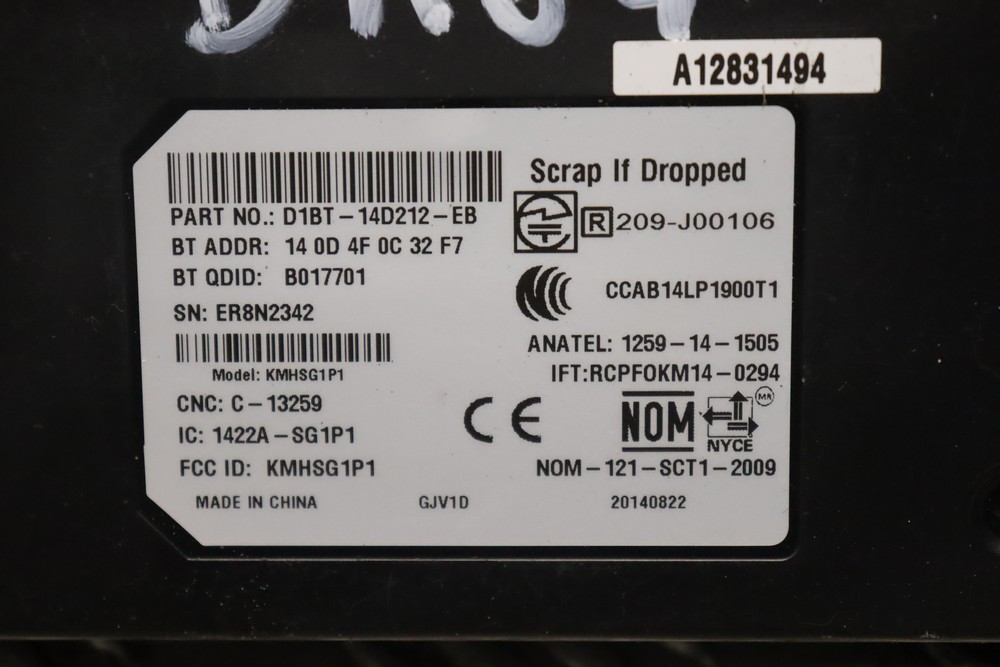 A12831494
Scrap If Dropped
PART NO.: D1BT-14D212-EB
R 209-J00106
BT ADDR: 14 0D 4F 0C 32 F7
BT QDID: B017701
CCAB14LP1900T1
SN: ER8N2342
ANATEL: 1259-14-1505
Model: KMHSG1P1
IFT:RCPFOKM14-0294
CNC: C-13259
CE
NOM
NYCE
IC: 1422A-SG1P1
FCC ID: KMHSG1P1
NOM-121-SCT1-2009
MADE IN CHINA
GJV1D
20140822